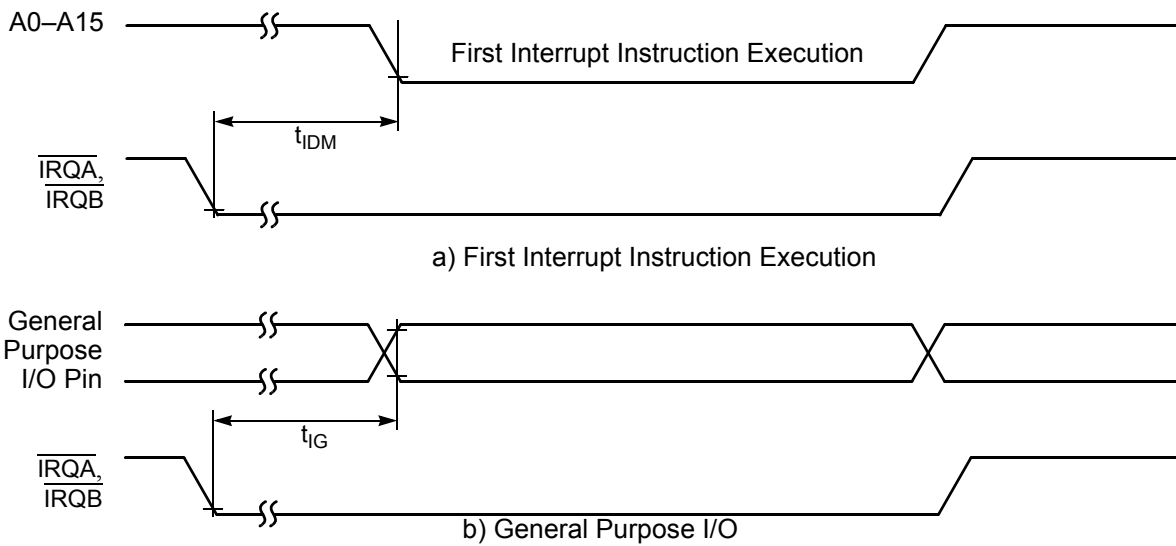 A0–A15
First Interrupt Instruction Execution
tIDM
IRQA,
IRQB
a) First Interrupt Instruction Execution
General
Purpose
I/O Pin
tIG
IRQA,
IRQB
b) General Purpose I/O